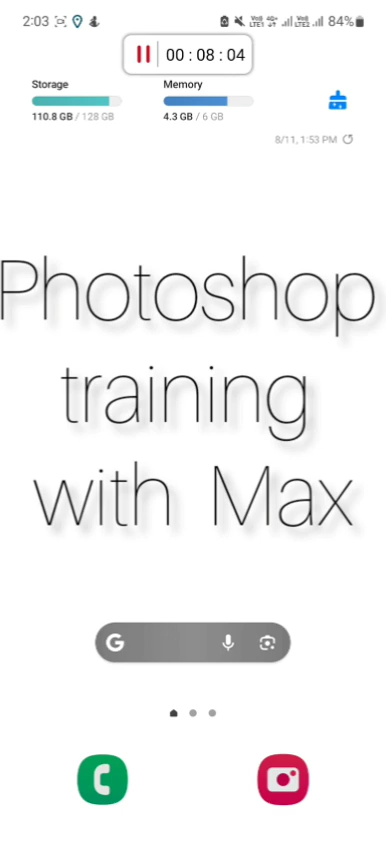 2:03 84%
00 : 08 : 04
Storage Memory
110.8 GB / 128 GB 4.3 GB / 6 GB
8/11, 1:53 PM
Photoshop
training
with Max
G